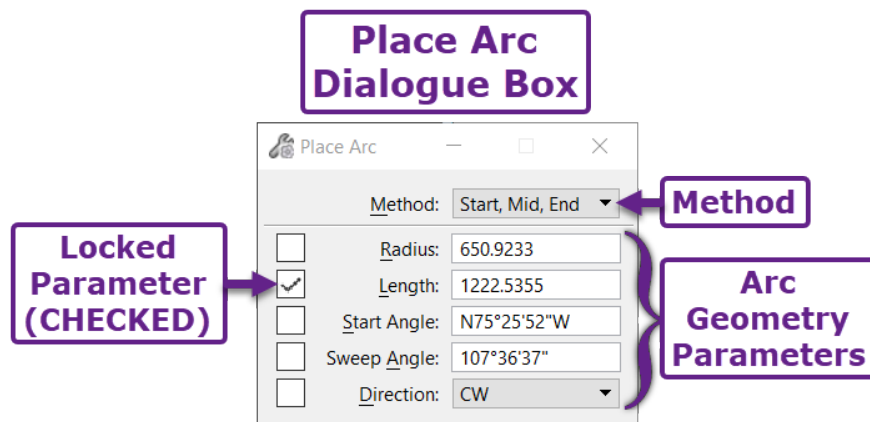 Place Arc
Dialogue Box
Place Arc
Method: Start, Mid, End
Method
Locked
Parameter
(CHECKED)
Radius: 650.9233
Length: 1222.5355
Start Angle: N75°25'52"W
Sweep Angle: 107°36'37"
Direction: CW
Arc
Geometry
Parameters